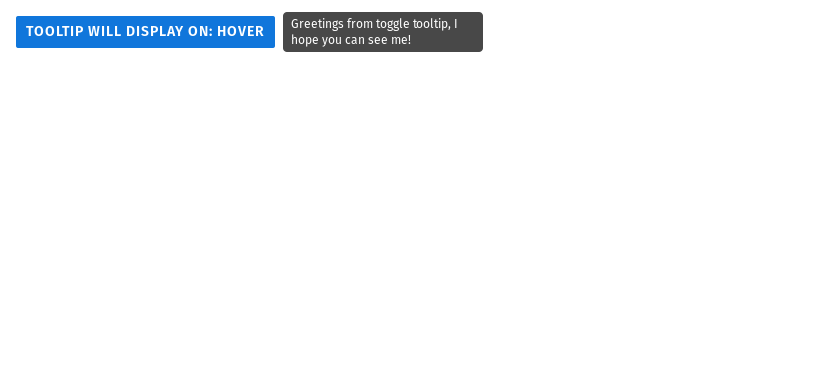 TOOLTIP WILL DISPLAY ON: HOVER
Greetings from toggle tooltip, I
hope you can see me!